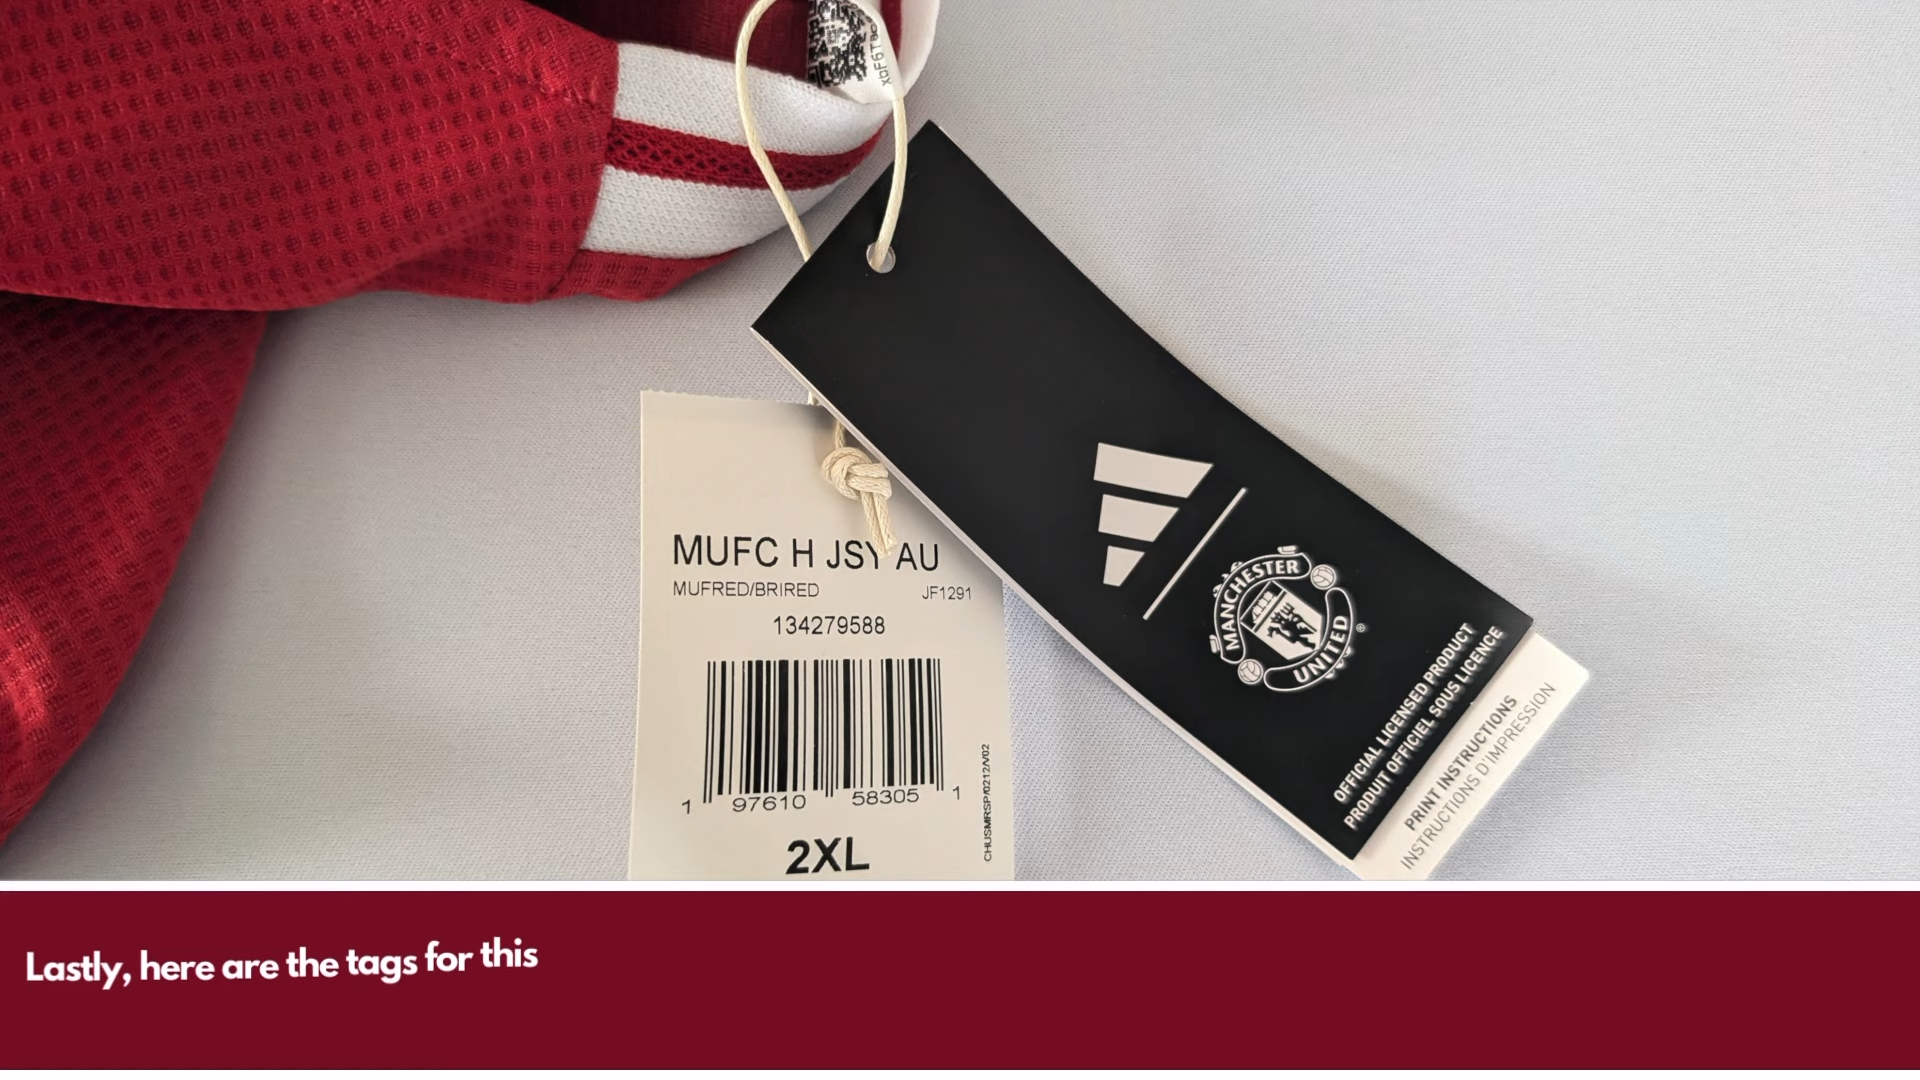 xbF6T8o
MUFC H JSY AU
MUFRED/BRIRED JF1291
134279588
1 97610 58305 1
2XL
CHUSMRSP/0212/V02
MANCHESTER
UNITED
®
OFFICIAL LICENSED PRODUCT
PRODUIT OFFICIEL SOUS LICENCE
PRINT INSTRUCTIONS
INSTRUCTIONS D'IMPRESSION
Lastly, here are the tags for this